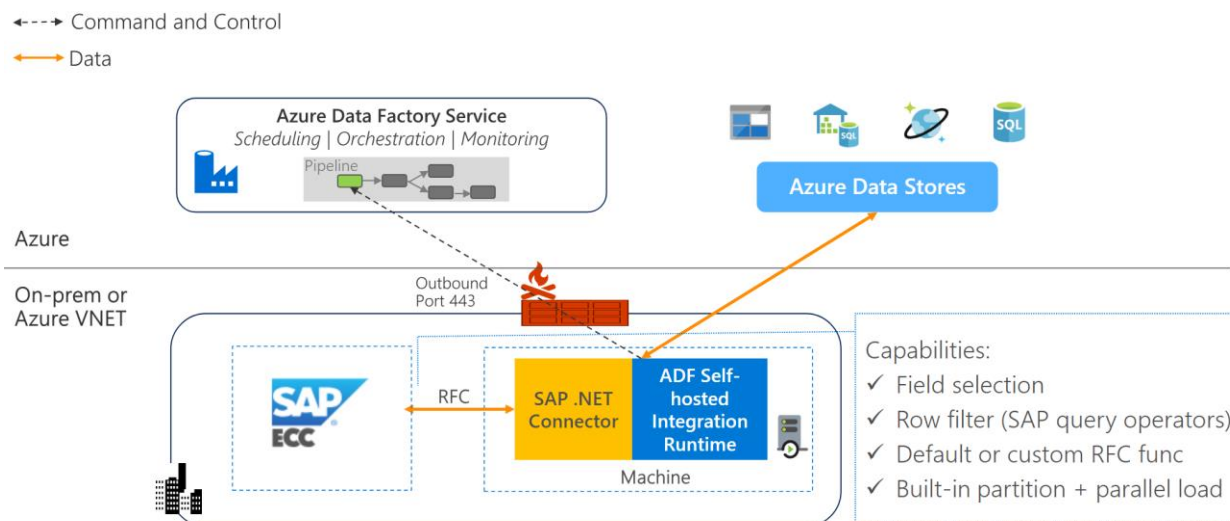 Command and Control
Data
Azure Data Factory Service
Scheduling | Orchestration | Monitoring
Pipeline
SQL
SQL
Azure Data Stores
Azure
On-prem or
Azure VNET
Outbound
Port 443
SAP
ECC
RFC
SAP .NET
Connector
ADF Self-
hosted
Integration
Runtime
Machine
Capabilities:
✓ Field selection
✓ Row filter (SAP query operators)
✓ Default or custom RFC func
✓ Built-in partition + parallel load